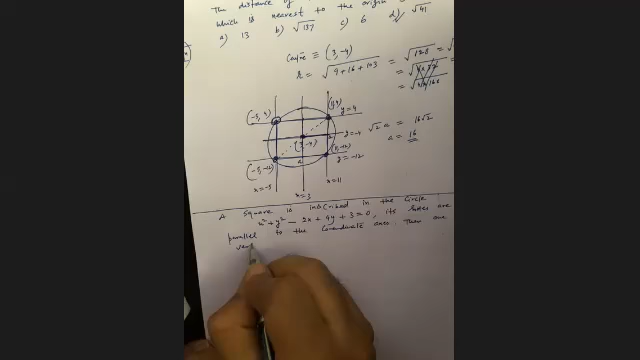 The distance of
which is nearest to the origin
a) 13 b) √137 c) 6 d) √41
Centre ≡ (3, -4)
r = √9+16+103 = √128 =
(-5, 4) (11,4) y=4
√2 a = 16√2
y=-4
a = 16
(3,-4)
(-5,-12) a (11,-12)
y=-12
x=-5 x=3 x=11
A Square is inscribed in the Circle
x²+y² - 2x + 4y + 3 = 0, its sides are
parallel to the Coordinate axes. Then one
ver